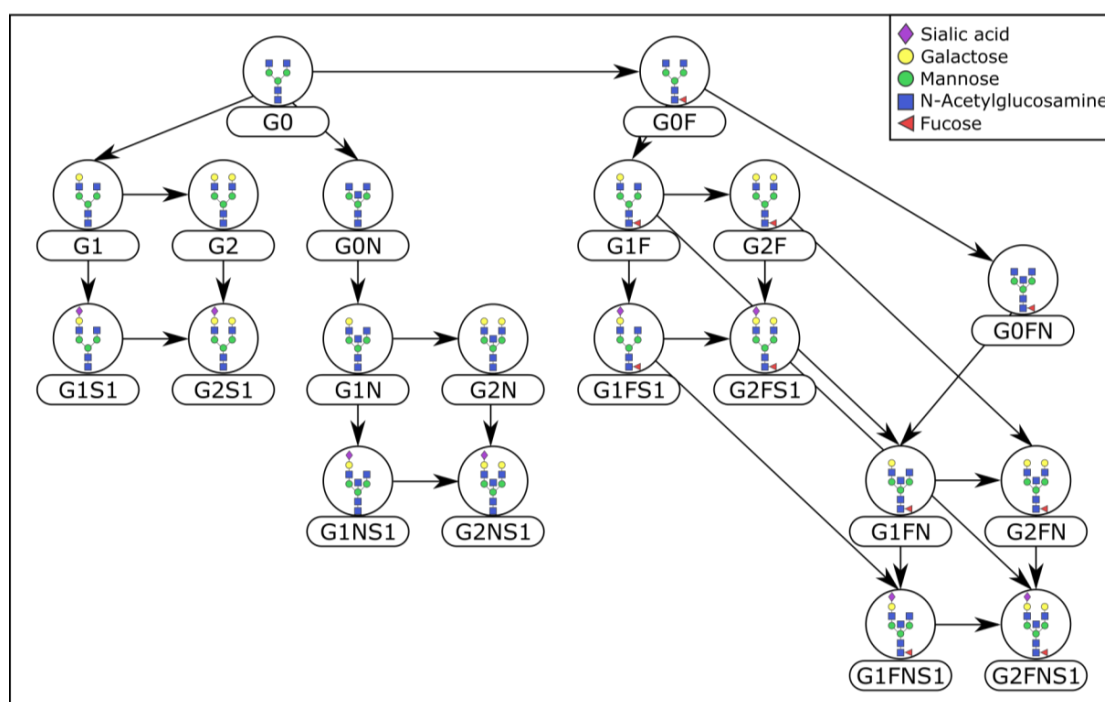 Sialic acid
Galactose
Mannose
N-Acetylglucosamine
Fucose
G0
G0F
G1
G2
G0N
G1F
G2F
G0FN
G1S1
G2S1
G1N
G2N
G1FS1
G2FS1
G1NS1
G2NS1
G1FN
G2FN
G1FNS1
G2FNS1